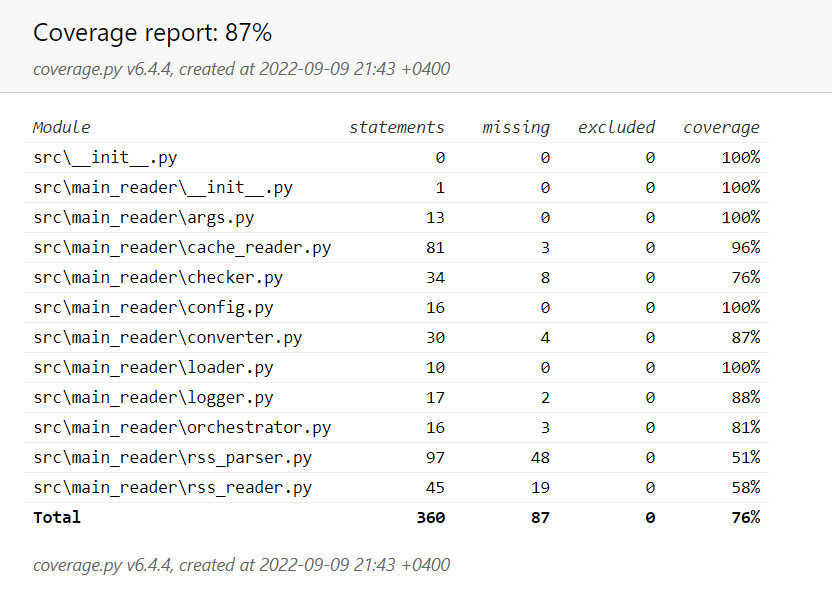 Coverage report: 87%
coverage.py v6.4.4, created at 2022-09-09 21:43 +0400
Module statements missing excluded coverage
src\__init__.py 0 0 0 100%
src\main_reader\__init__.py 1 0 0 100%
src\main_reader\args.py 13 0 0 100%
src\main_reader\cache_reader.py 81 3 0 96%
src\main_reader\checker.py 34 8 0 76%
src\main_reader\config.py 16 0 0 100%
src\main_reader\converter.py 30 4 0 87%
src\main_reader\loader.py 10 0 0 100%
src\main_reader\logger.py 17 2 0 88%
src\main_reader\orchestrator.py 16 3 0 81%
src\main_reader\rss_parser.py 97 48 0 51%
src\main_reader\rss_reader.py 45 19 0 58%
Total 360 87 0 76%
coverage.py v6.4.4, created at 2022-09-09 21:43 +0400